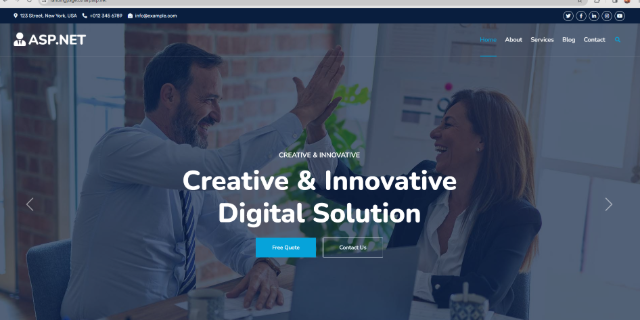 123 Street, New York, USA +012 345 6789 info@example.com
ASP.NET
Home About Services Blog Contact
CREATIVE & INNOVATIVE
Creative & Innovative
Digital Solution
Free Quote Contact Us